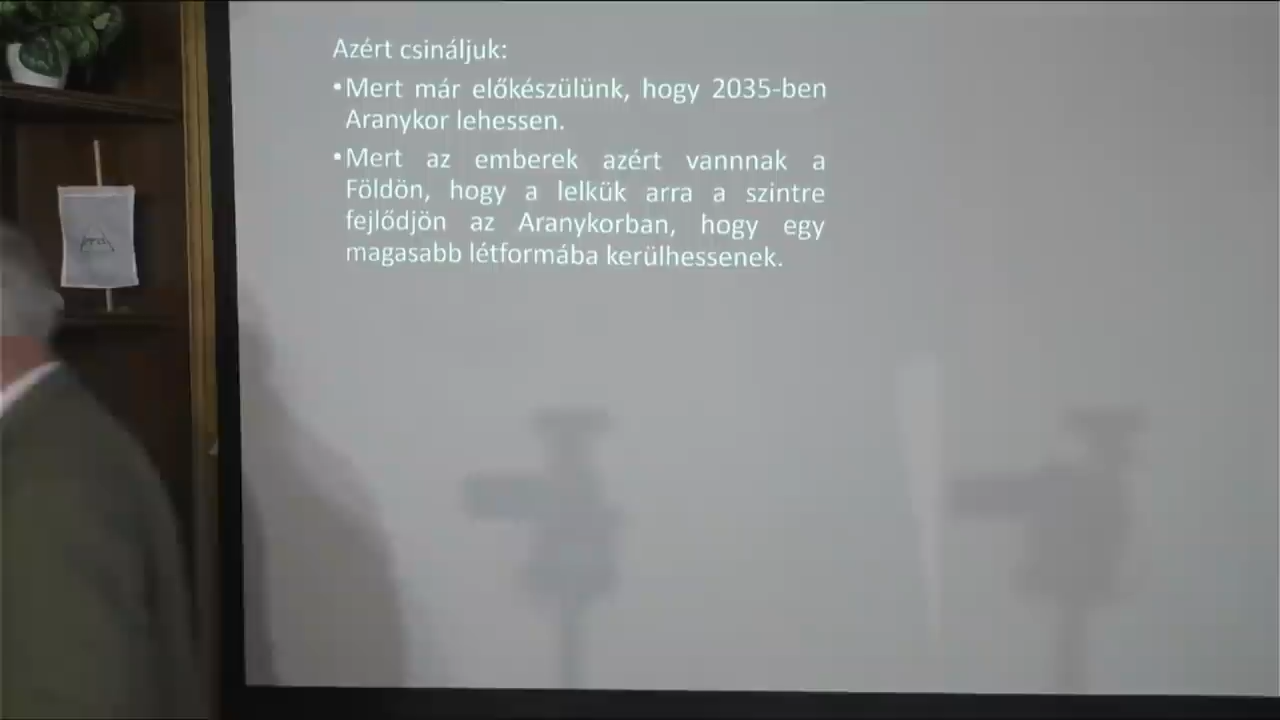 Azért csináljuk:
•Mert már előkészülünk, hogy 2035-ben
Aranykor lehessen.
•Mert az emberek azért vannnak a
Földön, hogy a lelkük arra a szintre
fejlődjön az Aranykorban, hogy egy
magasabb létformába kerülhessenek.